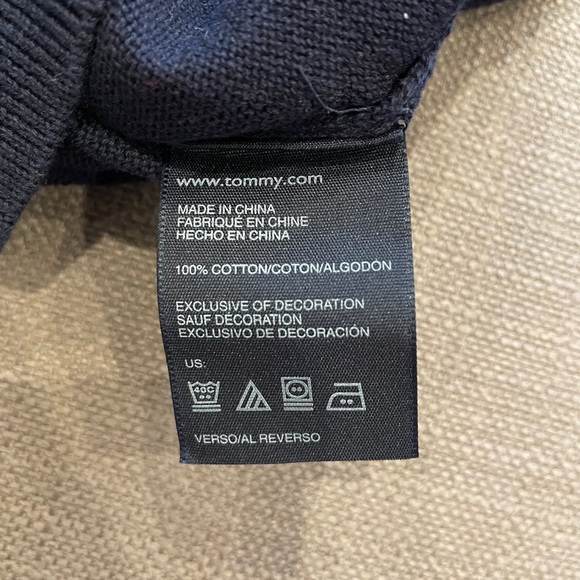 www.tommy.com
MADE IN CHINA
FABRIQUÉ EN CHINE
HECHO EN CHINA
100% COTTON/COTON/ALGODÓN
EXCLUSIVE OF DECORATION
SAUF DÉCORATION
EXCLUSIVO DE DECORACIÓN
US:
40C
VERSO/AL REVERSO